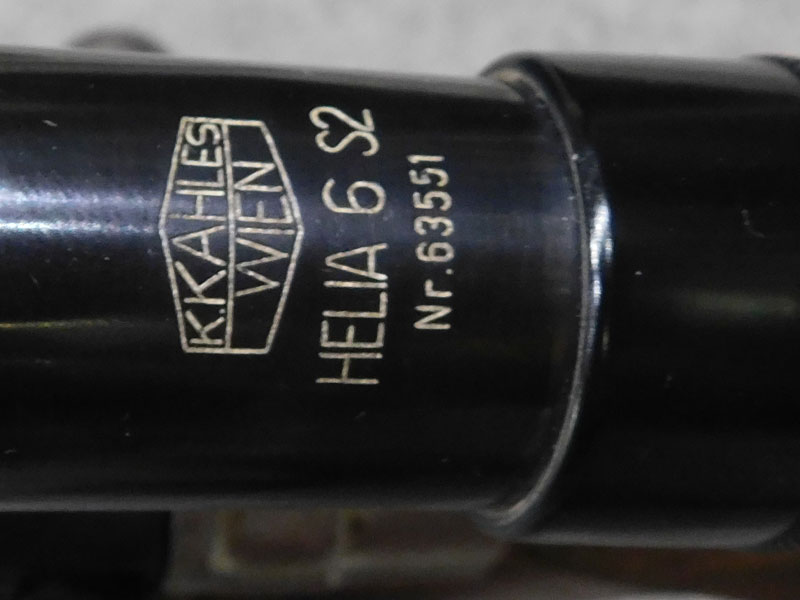 K.KAHLES
WIEN
HELIA 6 S2
Nr.63551